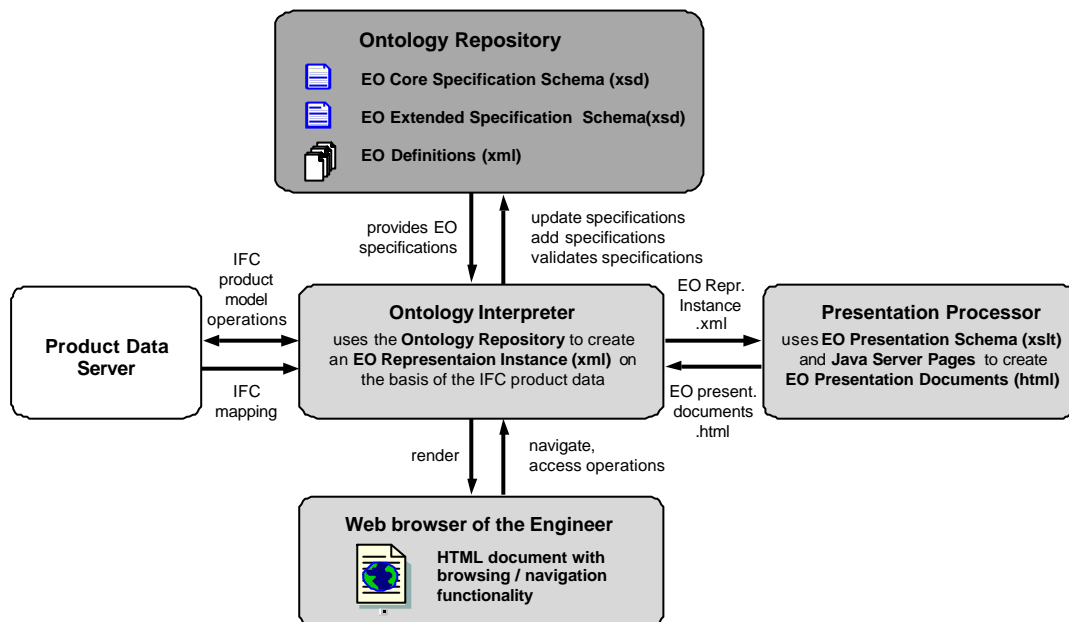 Ontology Repository
EO Core Specification Schema (xsd)
EO Extended Specification Schema(xsd)
EO Definitions (xml)
provides EO
specifications
update specifications
add specifications
validates specifications
IFC
product
model
operations
IFC
mapping
Product Data
Server
Ontology Interpreter
uses the Ontology Repository to create
an EO Representaion Instance (xml) on
the basis of the IFC product data
EO Repr.
Instance
.xml
EO present.
documents
.html
Presentation Processor
uses EO Presentation Schema (xslt)
and Java Server Pages to create
EO Presentation Documents (html)
render
navigate,
access operations
Web browser of the Engineer
HTML document with
browsing / navigation
functionality